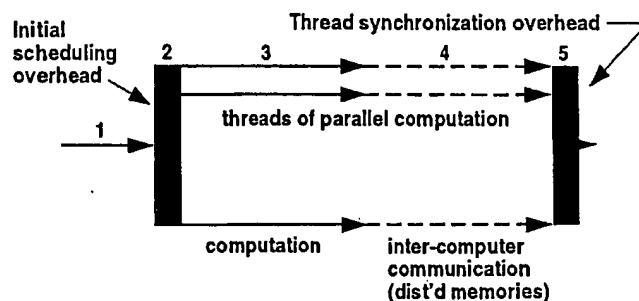 Initial
scheduling
overhead
Thread synchronization overhead
2
3
4
5
threads of parallel computation
1
computation
inter-computer
communication
(dist'd memories)